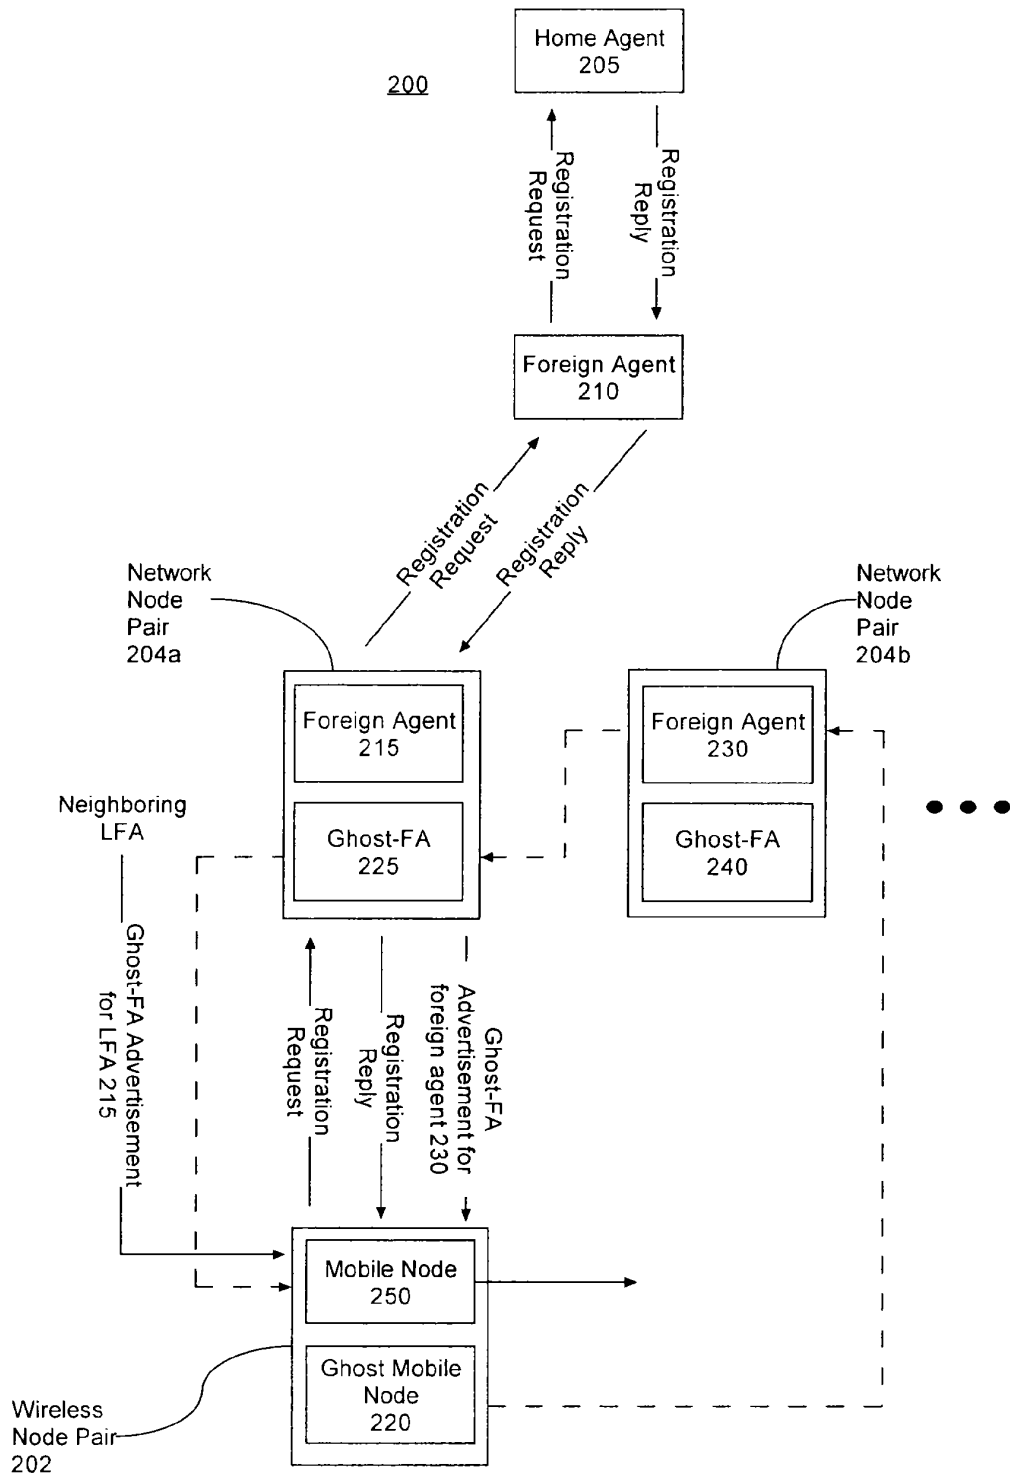 Home Agent
205
200
Registration
Request
Registration
Reply
Foreign Agent
210
Registration
Request
Registration
Reply
Network
Node
Pair
204a
Network
Node
Pair
204b
Foreign Agent
215
Foreign Agent
230
Neighboring
LFA
Ghost-FA
225
Ghost-FA
240
Ghost-FA Advertisement
for LFA 215
Registration
Request
Registration
Reply
Ghost-FA
Advertisement for
foreign agent 230
Mobile Node
250
Ghost Mobile
Node
220
Wireless
Node Pair
202